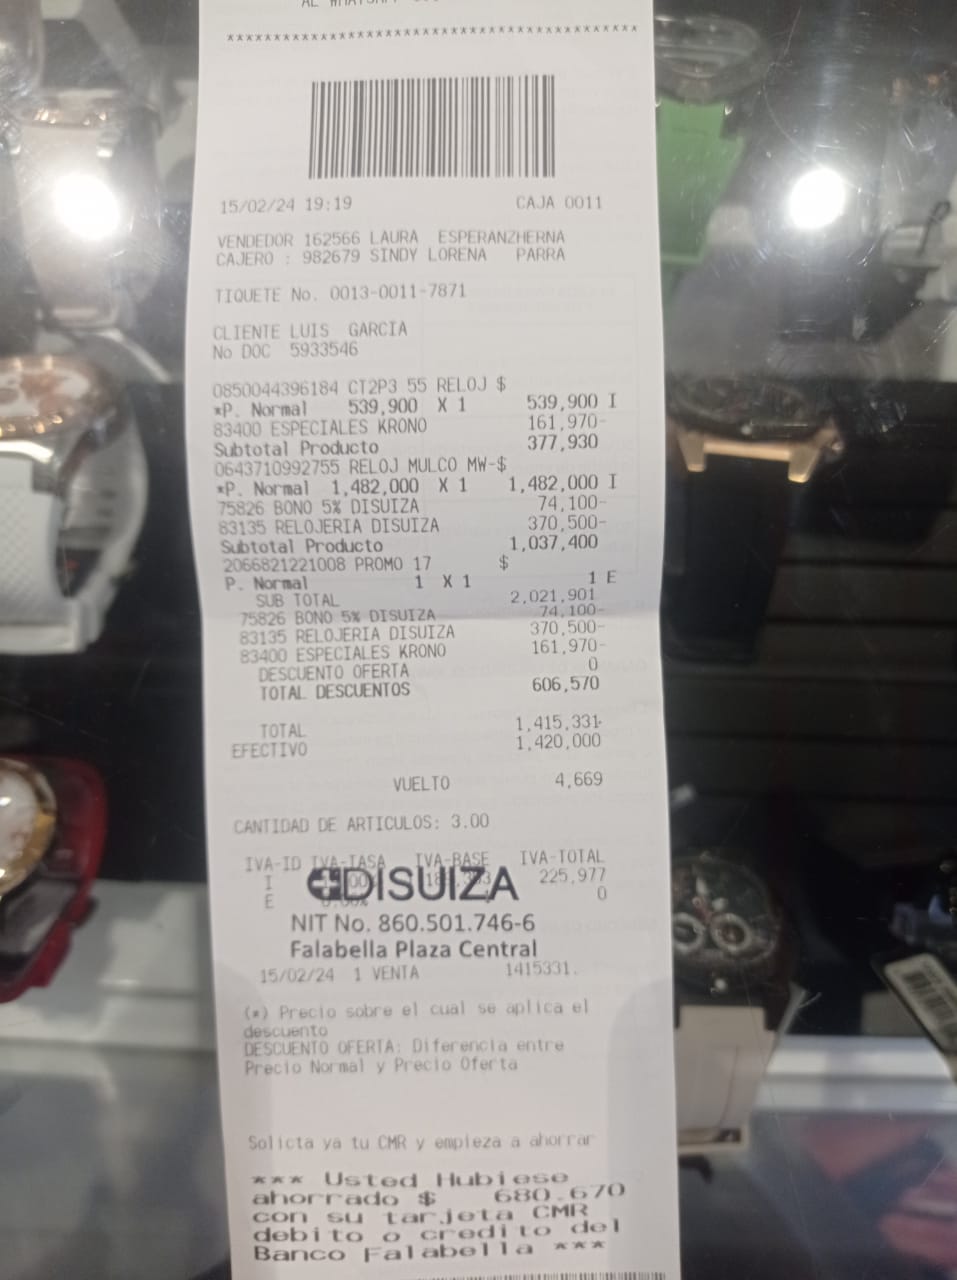 ****************************************
15/02/24 19:19 CAJA 0011
VENDEDOR 162566 LAURA ESPERANZHERNA
CAJERO : 982679 SINDY LORENA PARRA
TIQUETE No. 0013-0011-7871
CLIENTE LUIS GARCIA
No DOC 5933546
0850044396184 CT2P3 55 RELOJ $
*P. Normal 539,900 X 1 539,900 I
83400 ESPECIALES KRONO 161,970-
Subtotal Producto 377,930
0643710992755 RELOJ MULCO MW-$
*P. Normal 1,482,000 X 1 1,482,000 I
75826 BONO 5% DISUIZA 74,100-
83135 RELOJERIA DISUIZA 370,500-
Subtotal Producto 1,037,400
2066821221008 PROMO 17 $
P. Normal 1 X 1 1 E
SUB TOTAL 2,021,901
75826 BONO 5% DISUIZA 74,100-
83135 RELOJERIA DISUIZA 370,500-
83400 ESPECIALES KRONO 161,970-
DESCUENTO OFERTA 0
TOTAL DESCUENTOS 606,570
TOTAL 1,415,331
EFECTIVO 1,420,000
VUELTO 4,669
CANTIDAD DE ARTICULOS: 3.00
IVA-ID IVA-TASA IVA-BASE IVA-TOTAL
I 225,977
E 0
DISUIZA
NIT No. 860.501.746-6
Falabella Plaza Central
15/02/24 1 VENTA 1415331.
(*) Precio sobre el cual se aplica el
descuento
DESCUENTO OFERTA: Diferencia entre
Precio Normal y Precio Oferta
Solicta ya tu CMR y empieza a ahorrar
*** Usted Hubiese
ahorrado $ 680.670
con su tarjeta CMR
debito o credito del
Banco Falabella ***